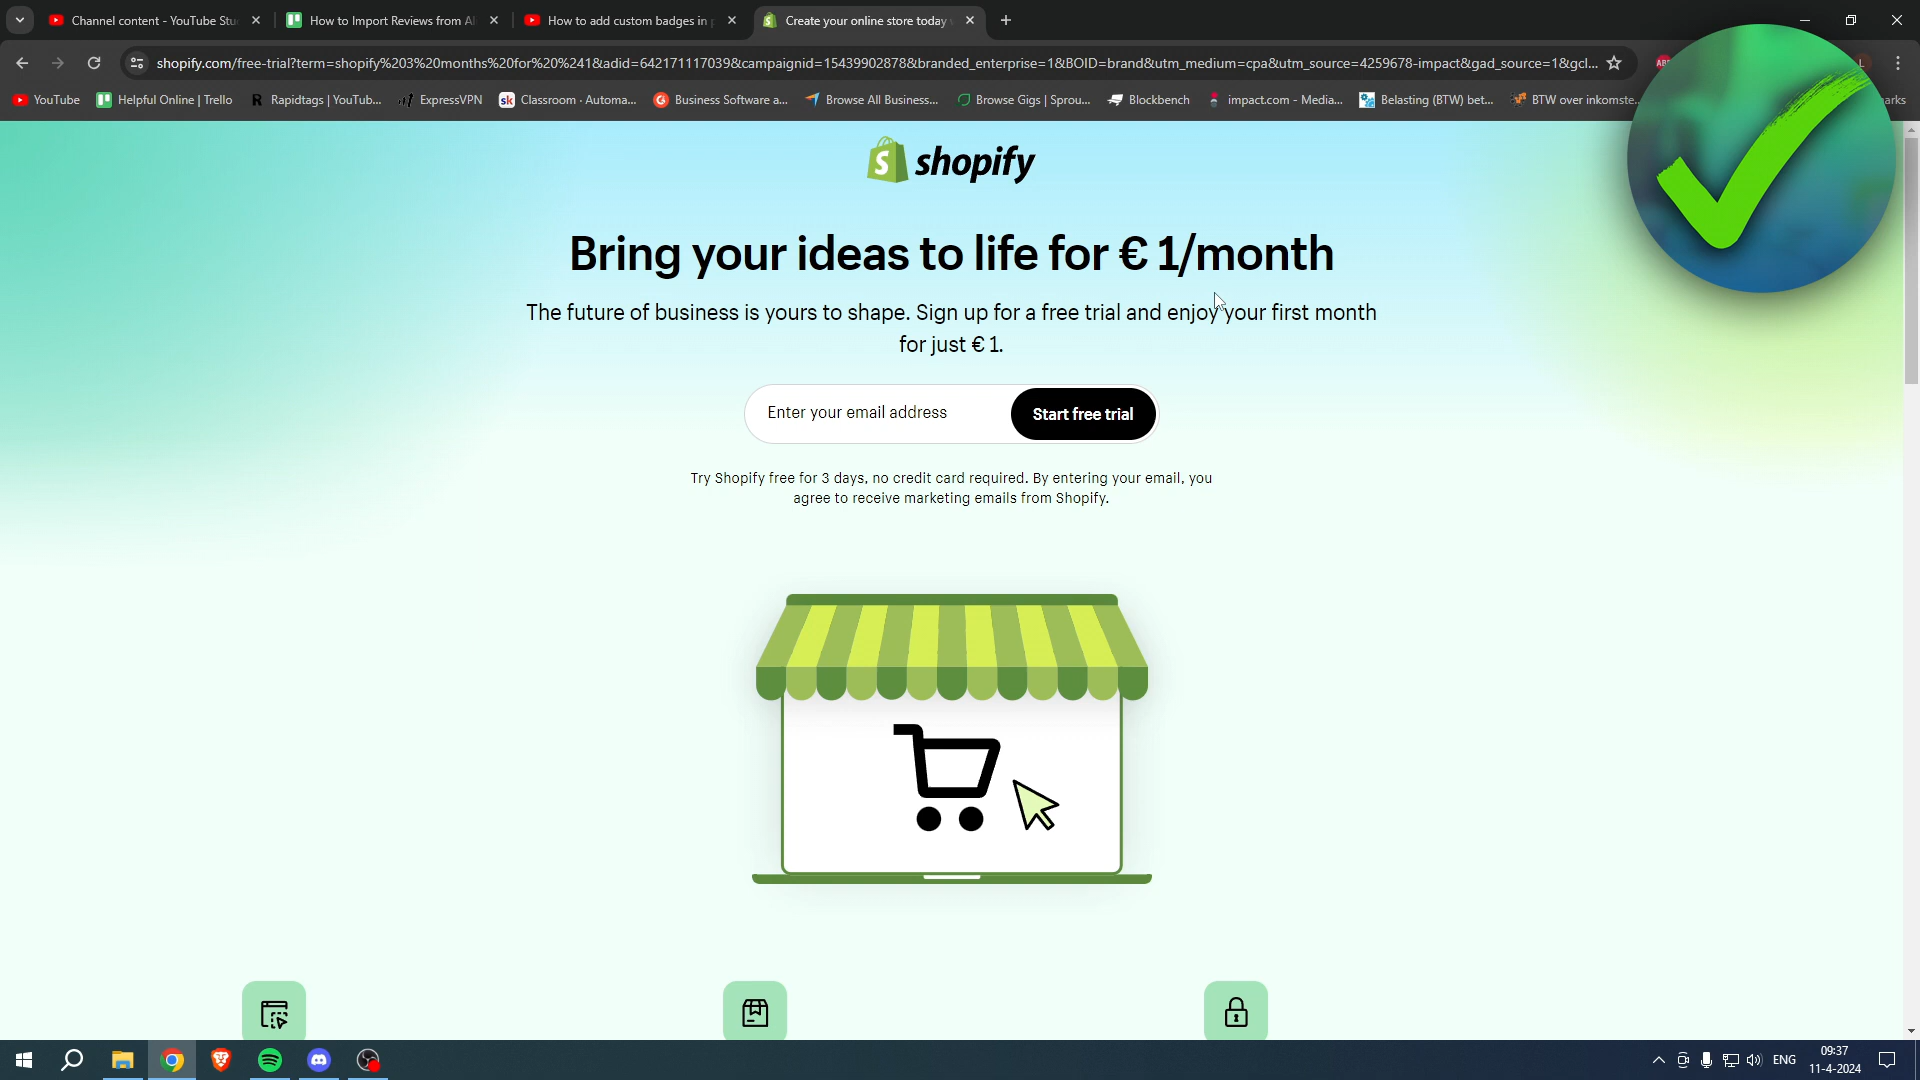 Channel content - YouTube Stu
How to Import Reviews from Al
How to add custom badges in
Create your online store today
shopify.com/free-trial?term=shopify%203%20months%20for%20%241&adid=642171117039&campaignid=15439902878&branded_enterprise=1&BOID=brand&utm_medium=cpa&utm_source=4259678-impact&gad_source=1&gcl...
YouTube
Helpful Online | Trello
Rapidtags | YouTub...
ExpressVPN
Classroom - Automa...
Business Software a...
Browse All Business...
Browse Gigs | Sprou...
Blockbench
impact.com - Media...
Belasting (BTW) bet...
BTW over inkomste...
arks
shopify
Bring your ideas to life for € 1/month
The future of business is yours to shape. Sign up for a free trial and enjoy your first month
for just € 1.
Enter your email address
Start free trial
Try Shopify free for 3 days, no credit card required. By entering your email, you
agree to receive marketing emails from Shopify.
ENG
09:37
11-4-2024